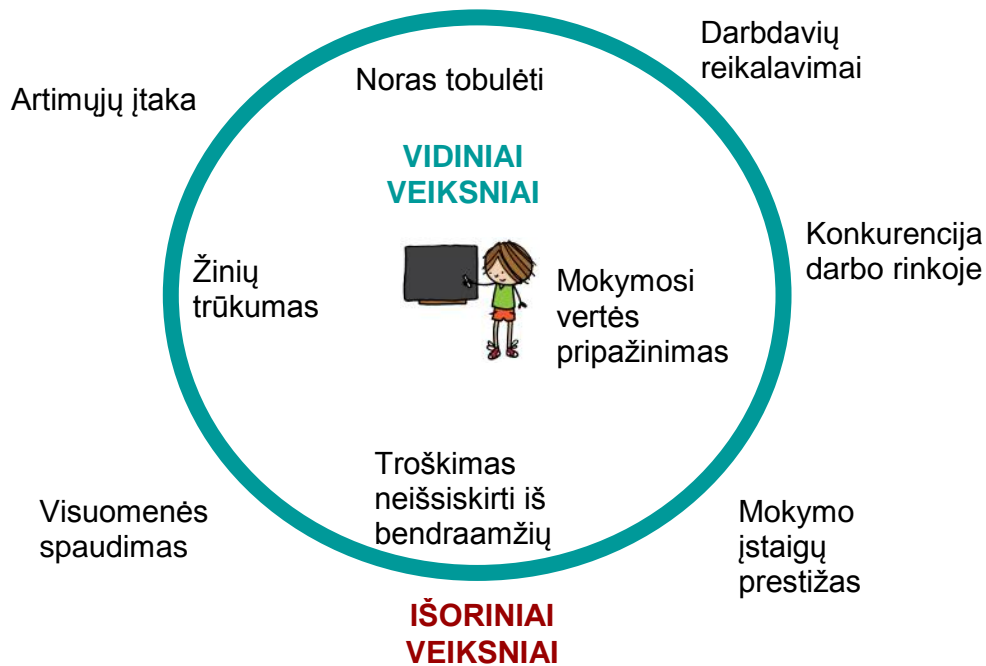 Darbdavių
reikalavimai
Noras tobulėti
Artimųjų įtaka
VIDINIAI
VEIKSNIAI
Konkurencija
darbo rinkoje
Žinių
trūkumas
Mokymosi
vertės
pripažinimas
Troškimas
neišsiskirti iš
bendraamžių
Visuomenės
spaudimas
Mokymo
įstaigų
prestižas
IŠORINIAI
VEIKSNIAI